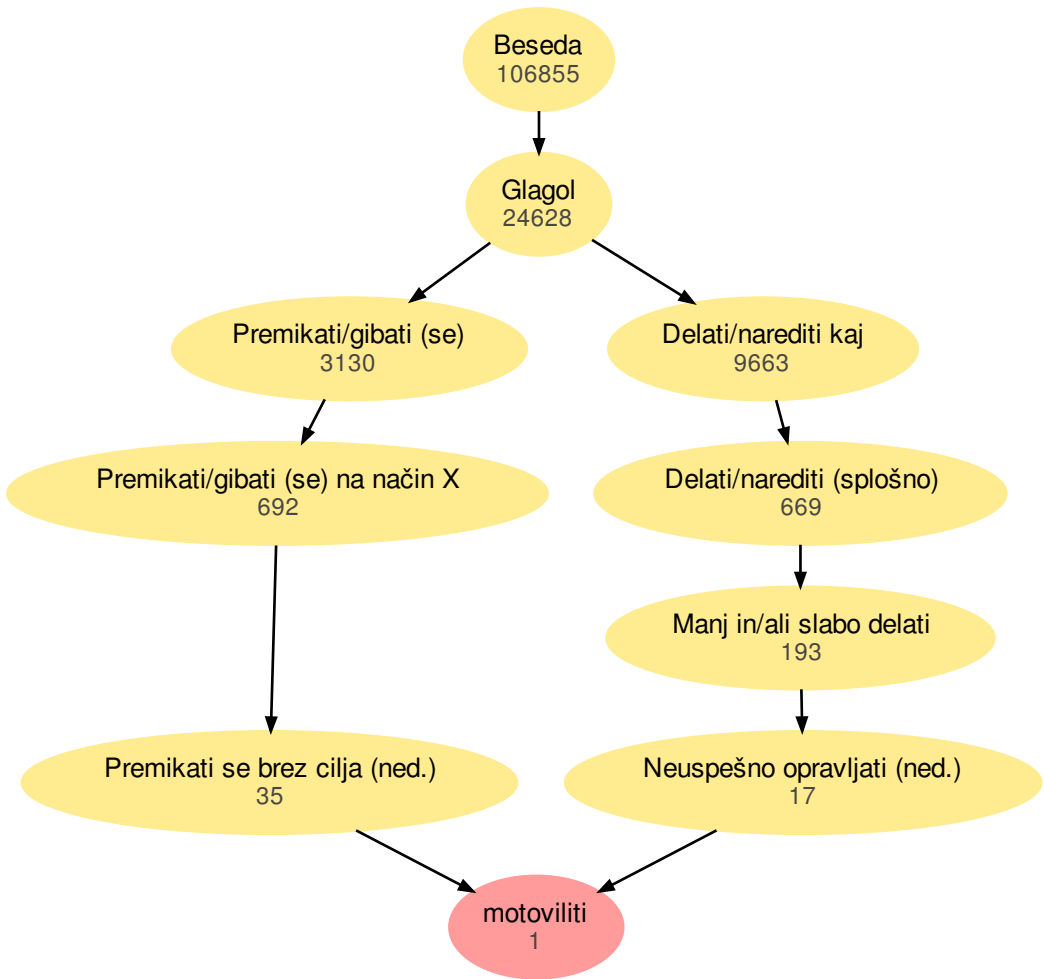 Beseda
106855
Glagol
24628
Premikati/gibati (se)
3130
Delati/narediti kaj
9663
Premikati/gibati (se) na način X
692
Delati/narediti (splošno)
669
Manj in/ali slabo delati
193
Premikati se brez cilja (ned.)
35
Neuspešno opravljati (ned.)
17
motoviliti
1